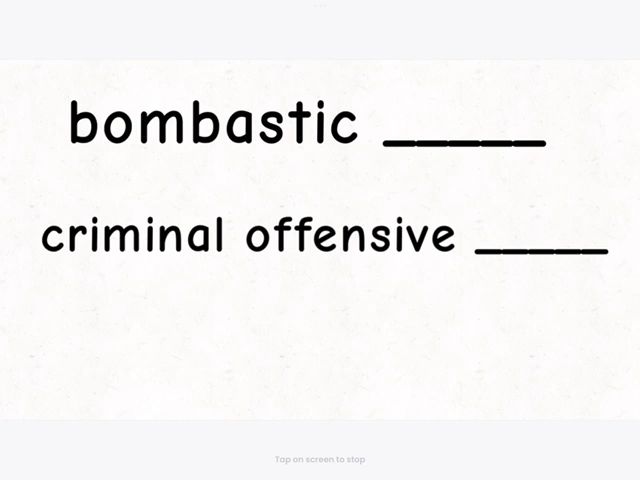 bombastic _____
criminal offensive _____
Tap on screen to stop